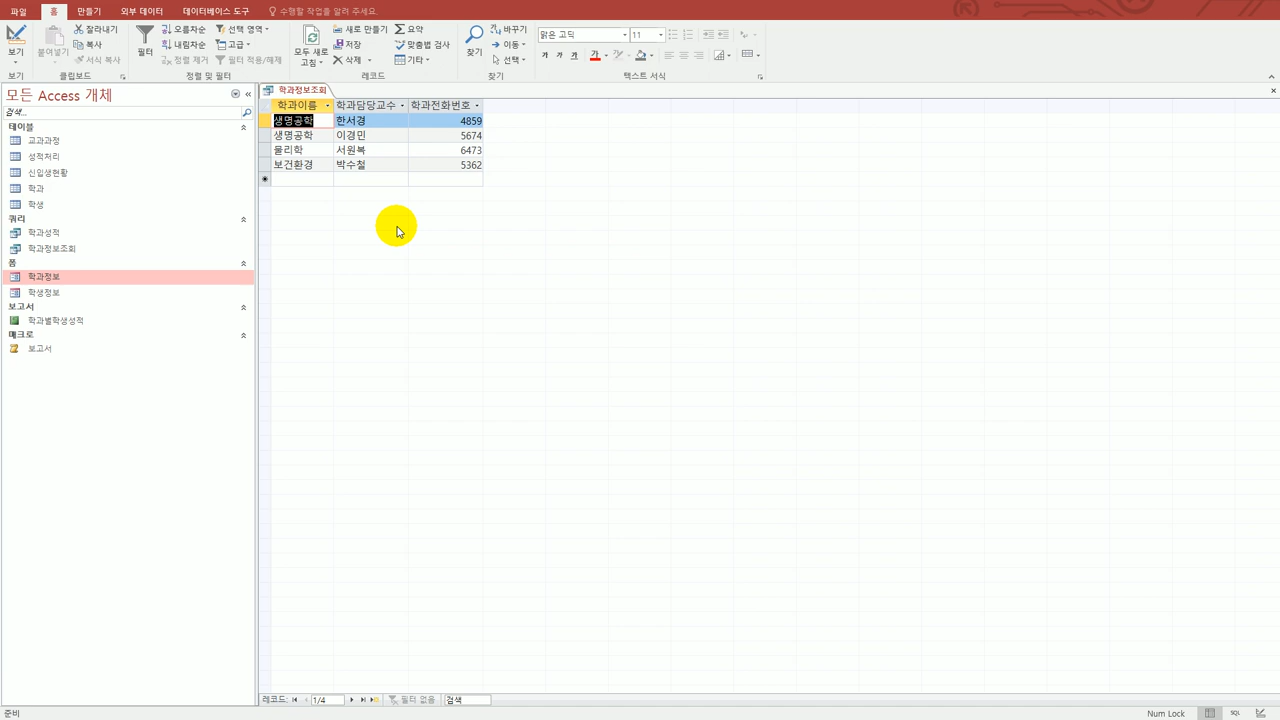 파일 홈 만들기 외부 데이터 데이터베이스 도구 수행할 작업을 알려 주세요.
보기
보기
붙여넣기
잘라내기
복사
서식 복사
클립보드
필터
오름차순
내림차순
정렬 제거
선택 영역
고급
필터 적용/해제
정렬 및 필터
모두 새로
고침
새로 만들기
저장
삭제
요약
맞춤법 검사
기타
레코드
찾기
바꾸기
이동
선택
찾기
맑은 고딕 11
가 가 가 가
텍스트 서식
모든 Access 개체
검색...
테이블
교과과정
성적처리
신입생현황
학과
학생
쿼리
학과성적
학과정보조회
폼
학과정보
학생정보
보고서
학과별학생성적
매크로
보고서
학과정보조회
학과이름 학과담당교수 학과전화번호
생명공학 한서경 4859
생명공학 이경민 5674
물리학 서원복 6473
보건환경 박수철 5362
레코드: 1/4 필터 없음 검색
준비 Num Lock SQL